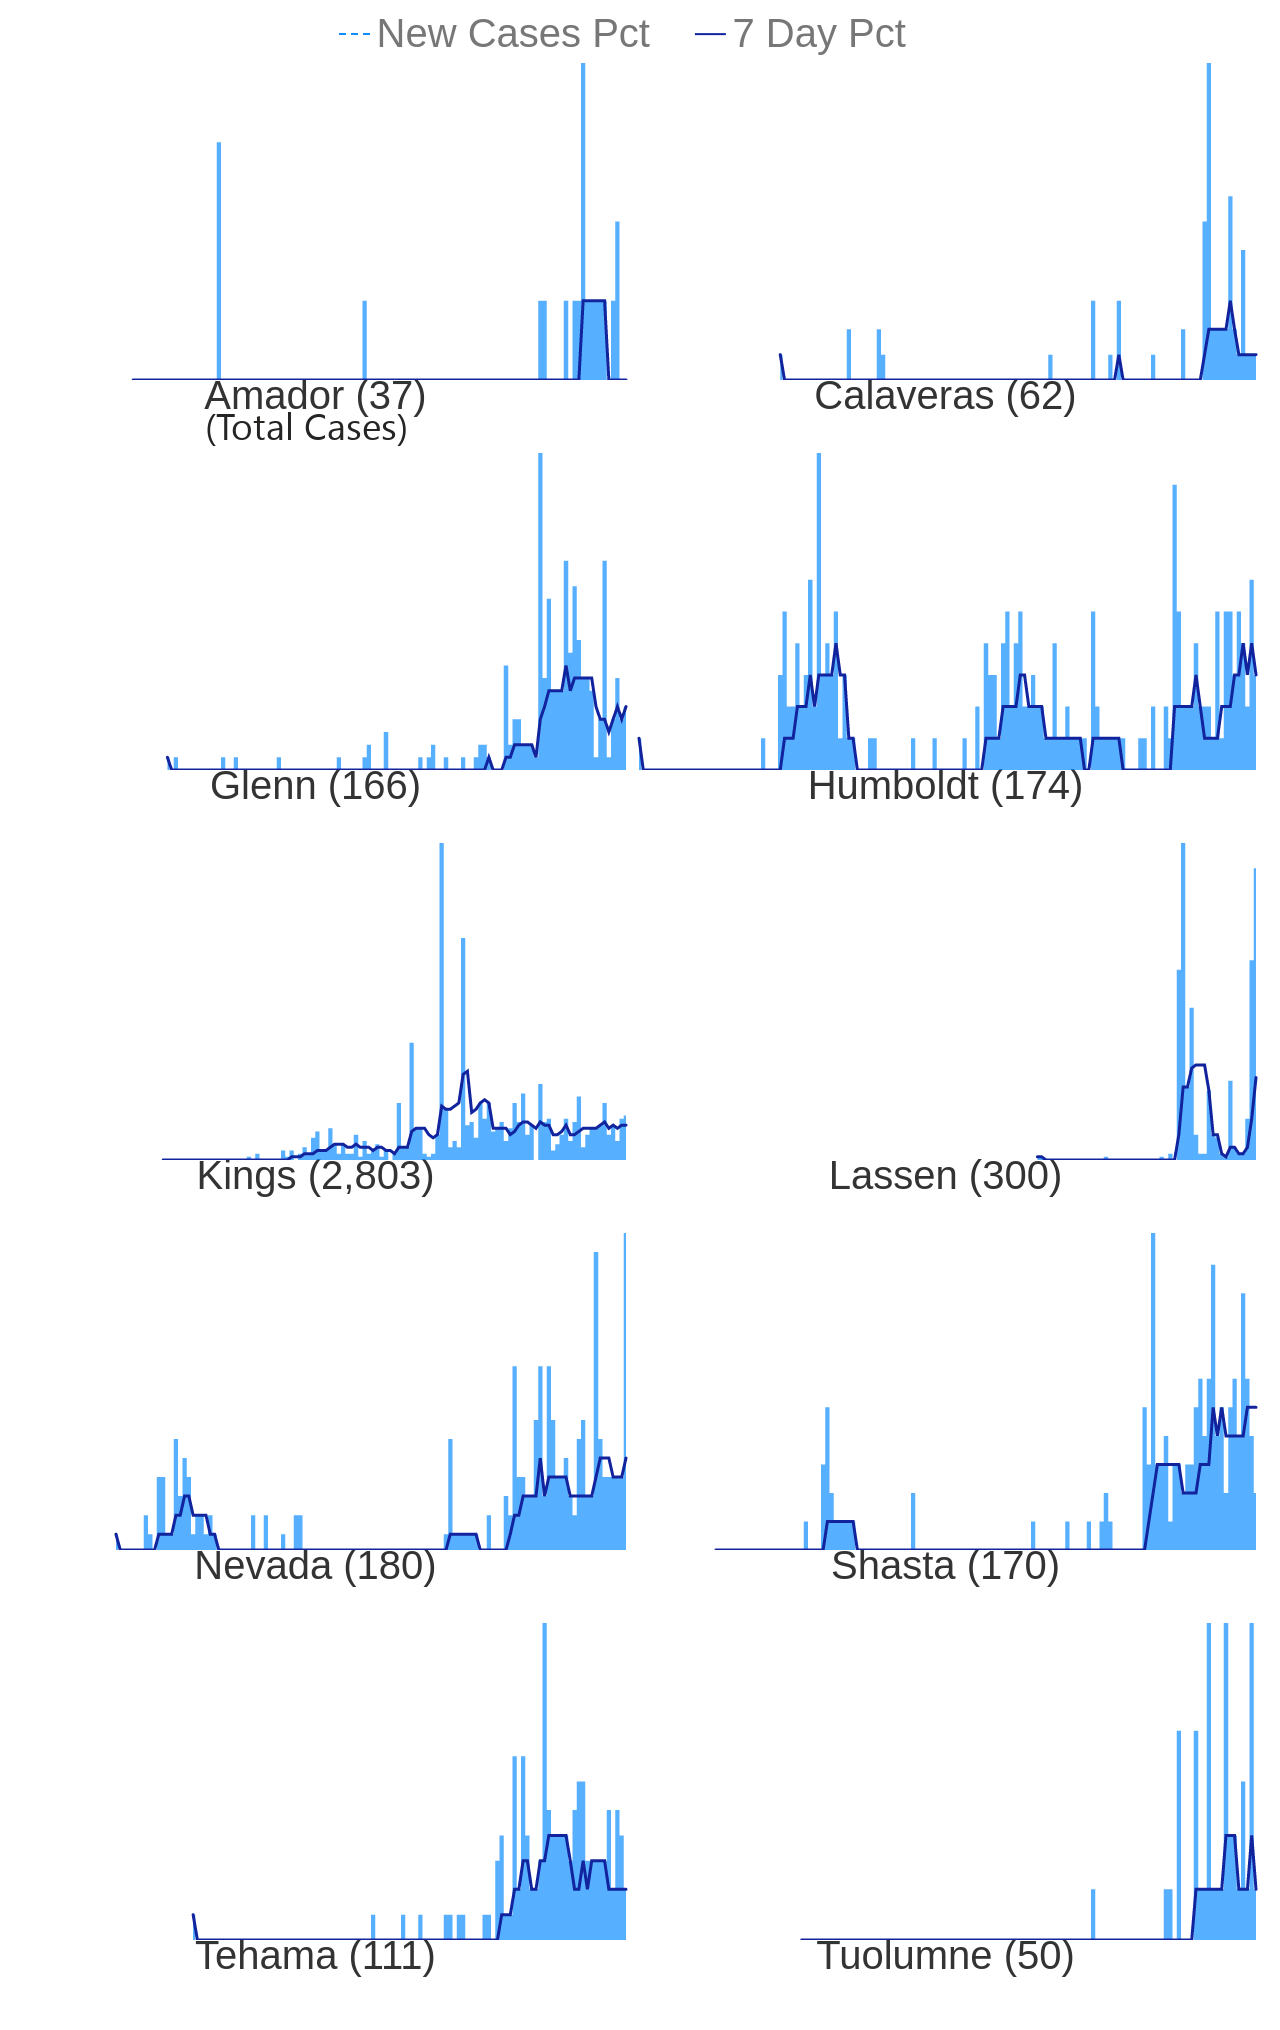 New Cases Pct 7 Day Pct
Amador (37) Calaveras (62)
(Total Cases)
Glenn (166) Humboldt (174)
Kings (2,803) Lassen (300)
Nevada (180) Shasta (170)
Tehama (111) Tuolumne (50)